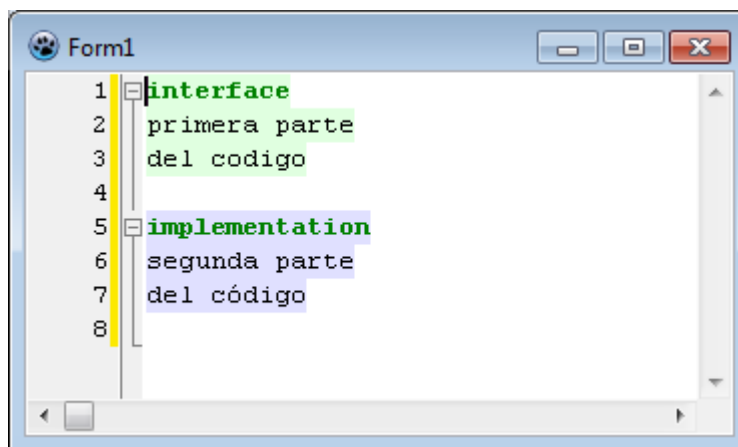 Form1
1 interface
2 primera parte
3 del codigo
4
5 implementation
6 segunda parte
7 del código
8